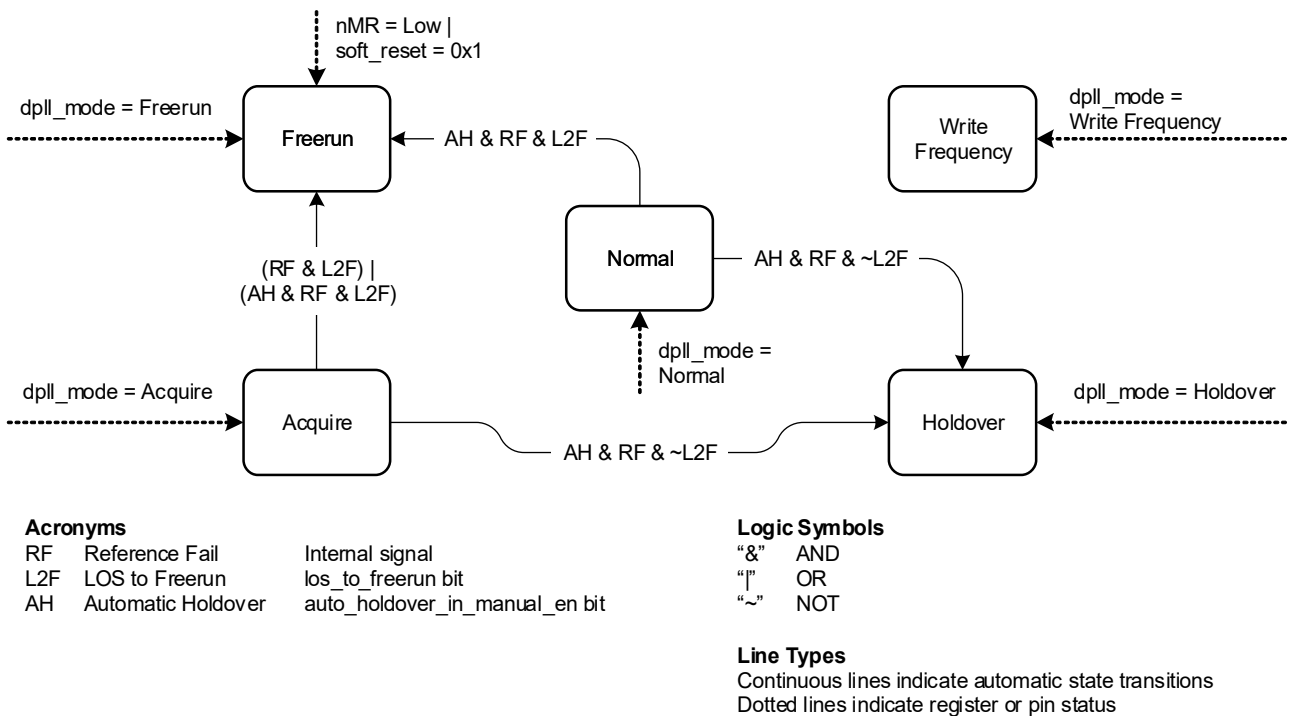 nMR = Low |
soft_reset = 0x1
dpll_mode = Freerun
Freerun
AH & RF & L2F
Write
Frequency
dpll_mode =
Write Frequency
(RF & L2F) |
(AH & RF & L2F)
Normal
AH & RF & ~L2F
dpll_mode =
Normal
dpll_mode = Acquire
Acquire
AH & RF & ~L2F
Holdover
dpll_mode = Holdover
Acronyms
RF Reference Fail Internal signal
L2F LOS to Freerun los_to_freerun bit
AH Automatic Holdover auto_holdover_in_manual_en bit
Logic Symbols
“&” AND
“|” OR
“~” NOT
Line Types
Continuous lines indicate automatic state transitions
Dotted lines indicate register or pin status